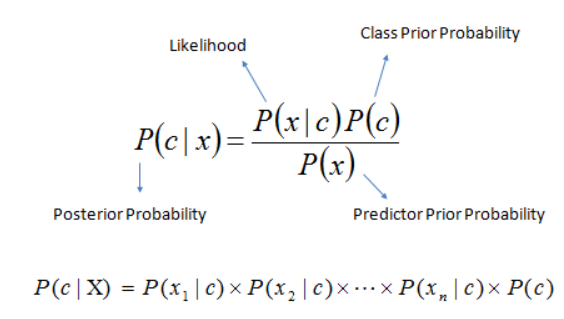 Likelihood
Class Prior Probability
P(c | x) = P(x | c)P(c) / P(x)
Posterior Probability
Predictor Prior Probability
P(c | X) = P(x₁ | c) × P(x₂ | c) × ⋯ × P(xₙ | c) × P(c)